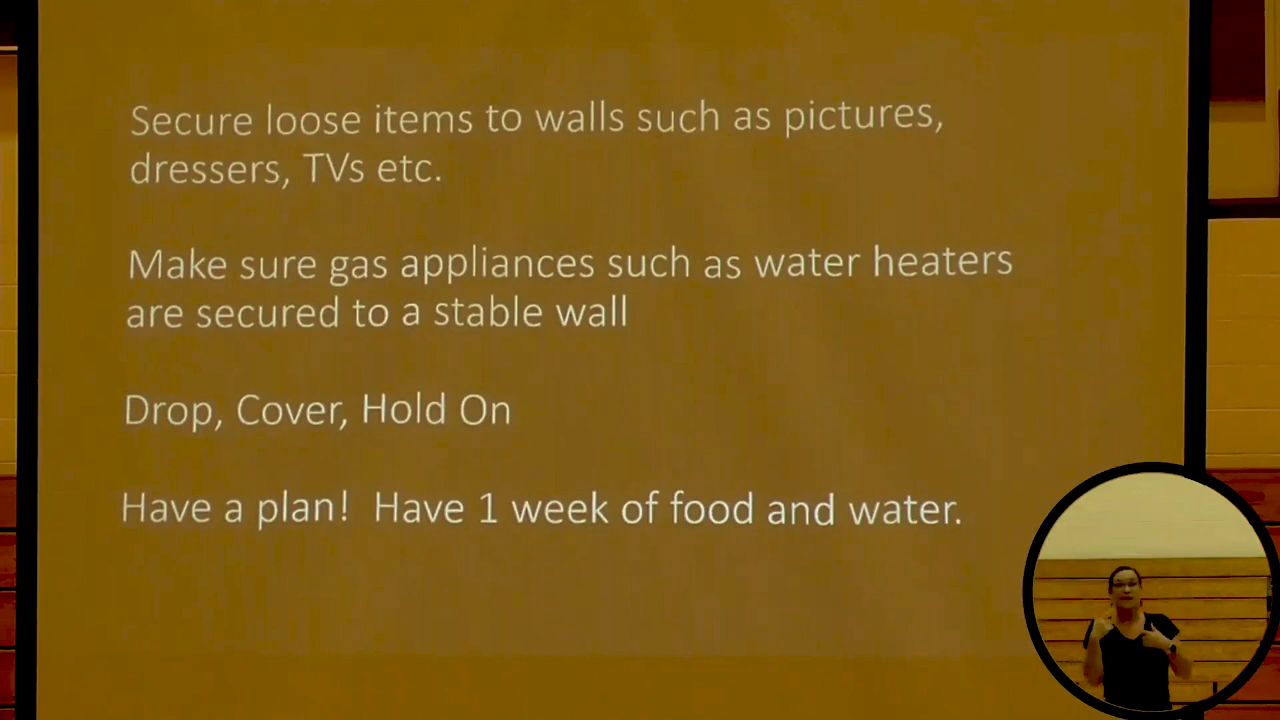 Secure loose items to walls such as pictures,
dressers, TVs etc.
Make sure gas appliances such as water heaters
are secured to a stable wall
Drop, Cover, Hold On
Have a plan!  Have 1 week of food and water.